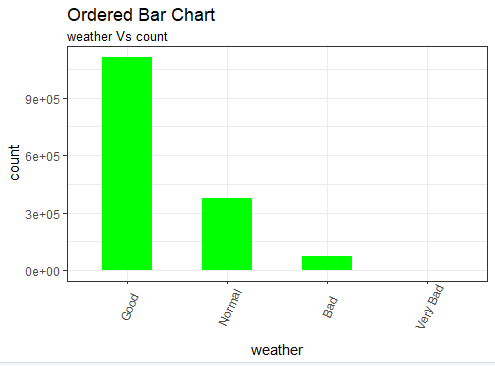 Ordered Bar Chart
weather Vs count
count
9e+05
6e+05
3e+05
0e+00
Good
Normal
Bad
Very Bad
weather